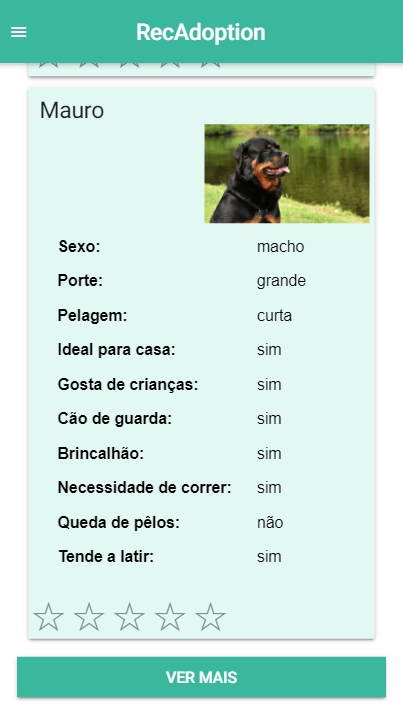 RecAdoption
Mauro
Sexo: macho
Porte: grande
Pelagem: curta
Ideal para casa: sim
Gosta de crianças: sim
Cão de guarda: sim
Brincalhão: sim
Necessidade de correr: sim
Queda de pêlos: não
Tende a latir: sim
VER MAIS